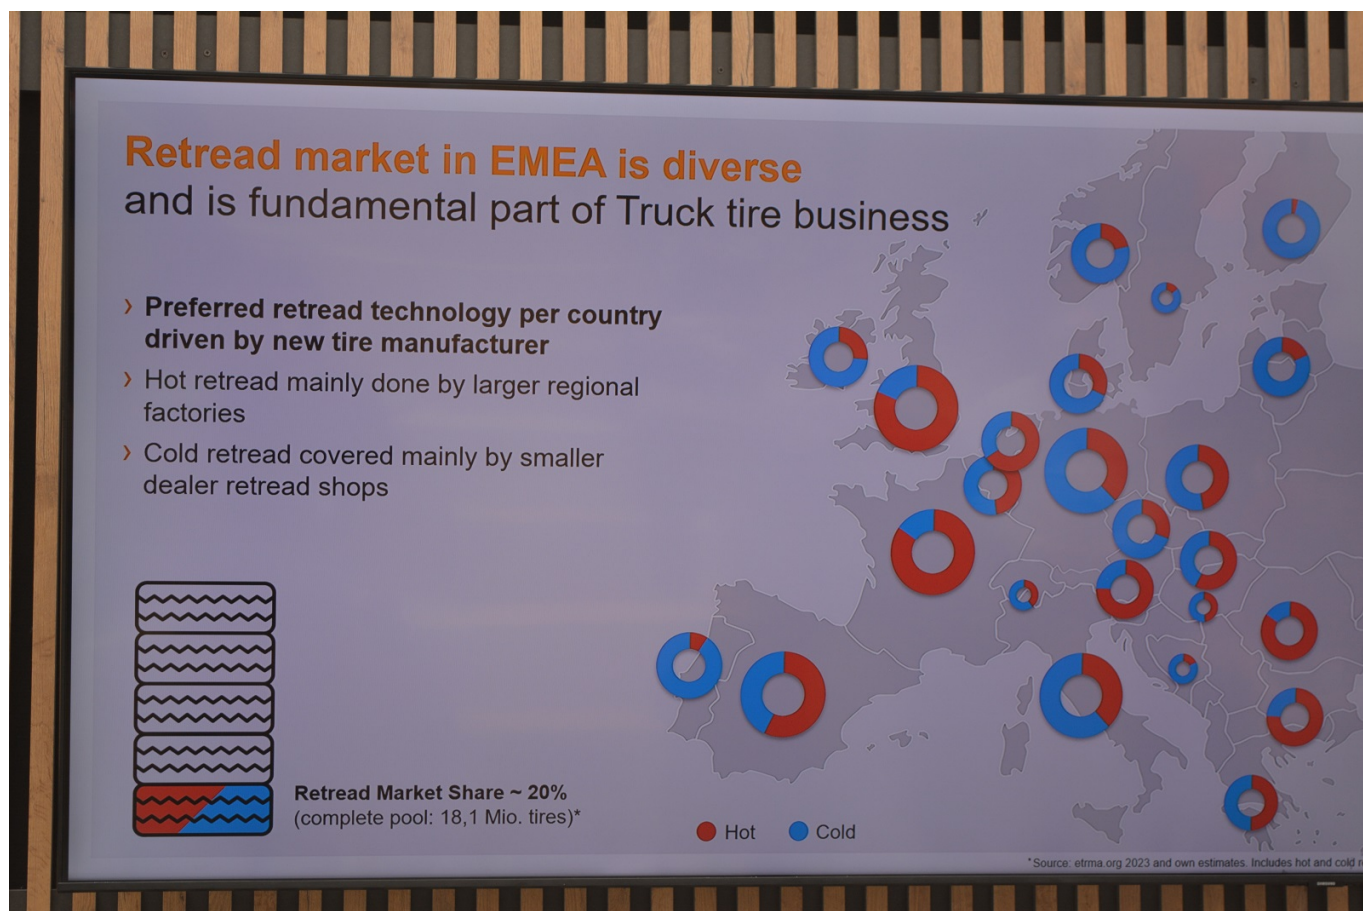 Retread market in EMEA is diverse
and is fundamental part of Truck tire business
› Preferred retread technology per country
driven by new tire manufacturer
› Hot retread mainly done by larger regional
factories
› Cold retread covered mainly by smaller
dealer retread shops
Retread Market Share ~ 20%
(complete pool: 18,1 Mio. tires)*
Hot Cold
*Source: etrma.org 2023 and own estimates. Includes hot and cold